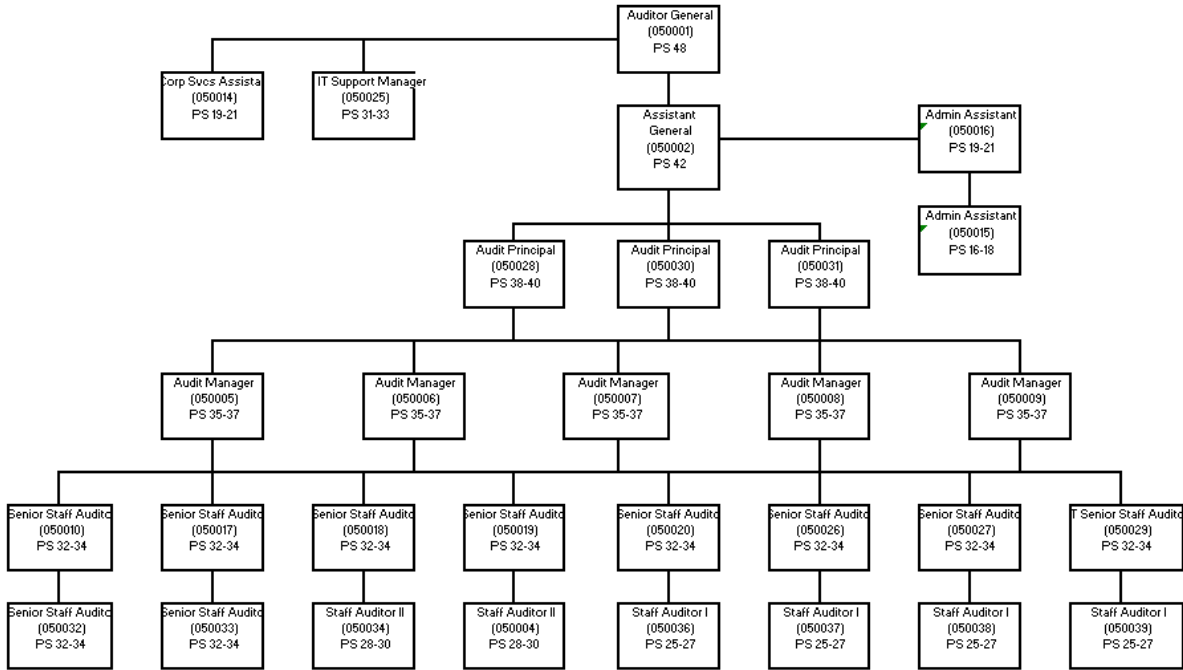 Auditor General
(050001)
PS 48
Corp Svcs Assista
(050014)
PS 19-21
IT Support Manager
(050025)
PS 31-33
Assistant
General
(050002)
PS 42
Admin Assistant
(050016)
PS 19-21
Admin Assistant
(050015)
PS 16-18
Audit Principal
(050028)
PS 38-40
Audit Principal
(050030)
PS 38-40
Audit Principal
(050031)
PS 38-40
Audit Manager
(050005)
PS 35-37
Audit Manager
(050006)
PS 35-37
Audit Manager
(050007)
PS 35-37
Audit Manager
(050008)
PS 35-37
Audit Manager
(050009)
PS 35-37
Senior Staff Audito
(050010)
PS 32-34
Senior Staff Audito
(050017)
PS 32-34
Senior Staff Audito
(050018)
PS 32-34
Senior Staff Audito
(050019)
PS 32-34
Senior Staff Audito
(050020)
PS 32-34
Senior Staff Audito
(050026)
PS 32-34
Senior Staff Audito
(050027)
PS 32-34
T Senior Staff Audito
(050029)
PS 32-34
Senior Staff Audito
(050032)
PS 32-34
Senior Staff Audito
(050033)
PS 32-34
Staff Auditor II
(050034)
PS 28-30
Staff Auditor II
(050004)
PS 28-30
Staff Auditor I
(050036)
PS 25-27
Staff Auditor I
(050037)
PS 25-27
Staff Auditor I
(050038)
PS 25-27
Staff Auditor I
(050039)
PS 25-27